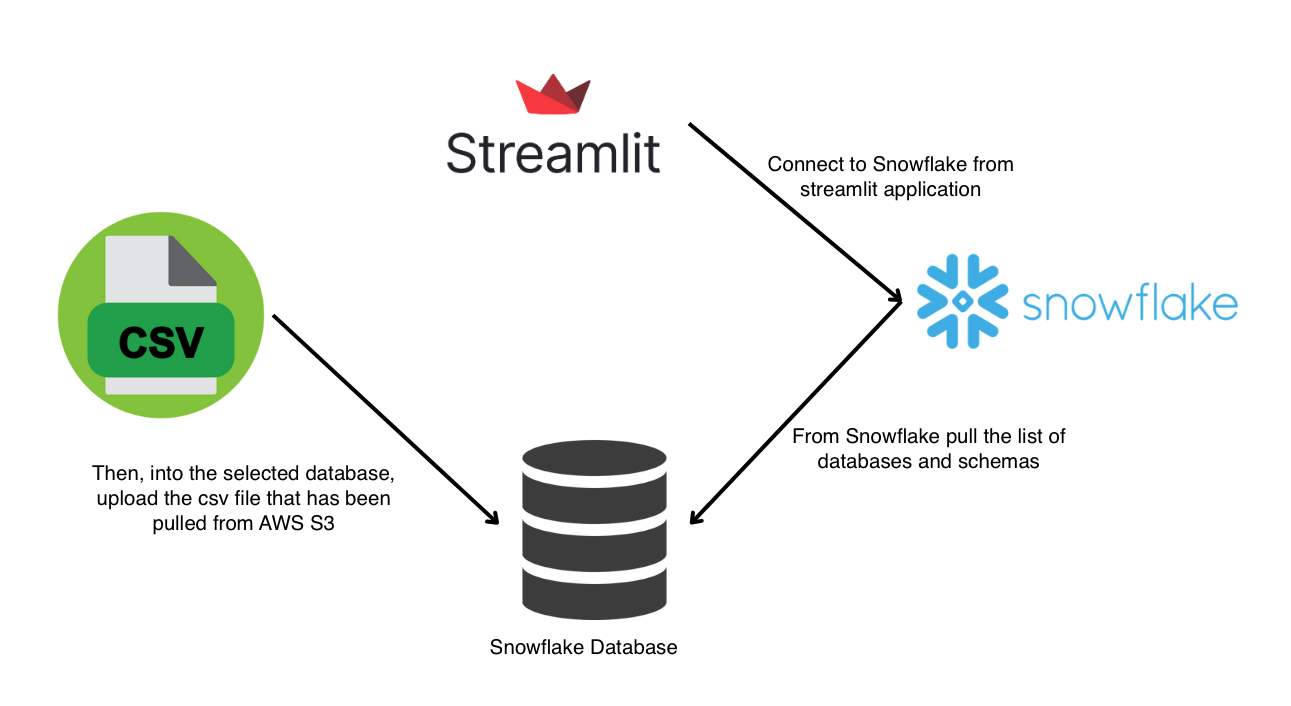 Streamlit
Connect to Snowflake from
streamlit application
CSV
snowflake
From Snowflake pull the list of
databases and schemas
Then, into the selected database,
upload the csv file that has been
pulled from AWS S3
Snowflake Database